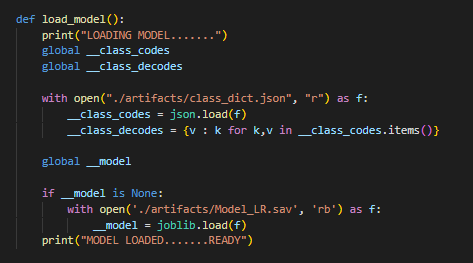 def load_model():
    print("LOADING MODEL.......")
    global __class_codes
    global __class_decodes

    with open("./artifacts/class_dict.json", "r") as f:
        __class_codes = json.load(f)
        __class_decodes = {v : k for k,v in __class_codes.items()}

    global __model

    if __model is None:
        with open('./artifacts/Model_LR.sav', 'rb') as f:
            __model = joblib.load(f)
    print("MODEL LOADED.......READY")